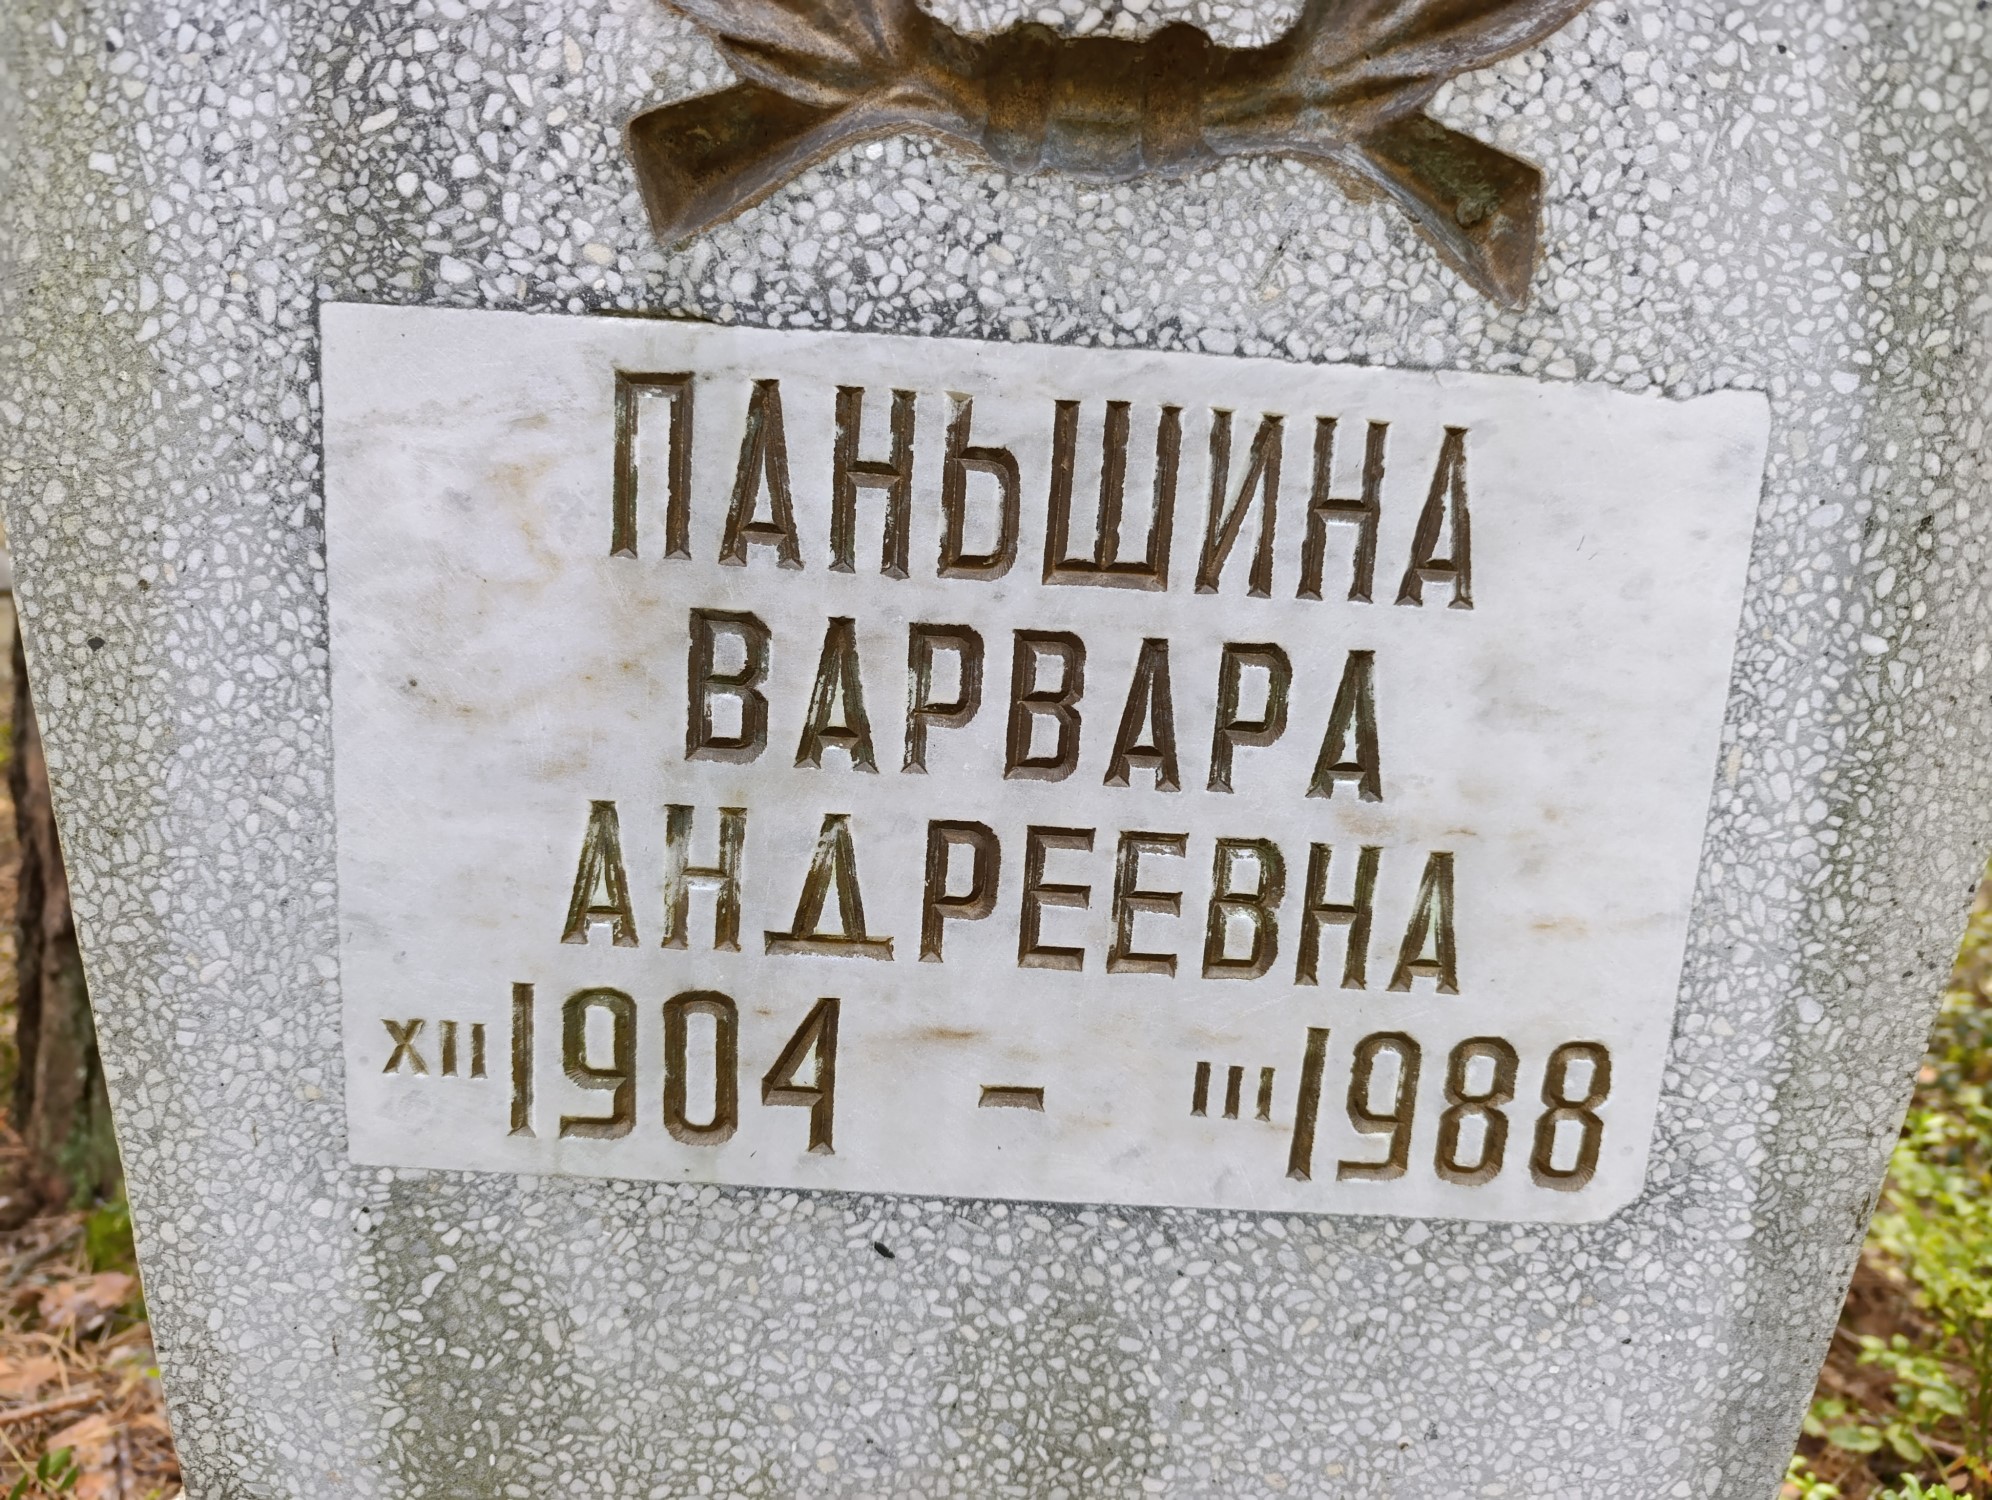 ПАНЬШИНА
ВАРВАРА
АНДРЕЕВНА
XII 1904 - III 1988